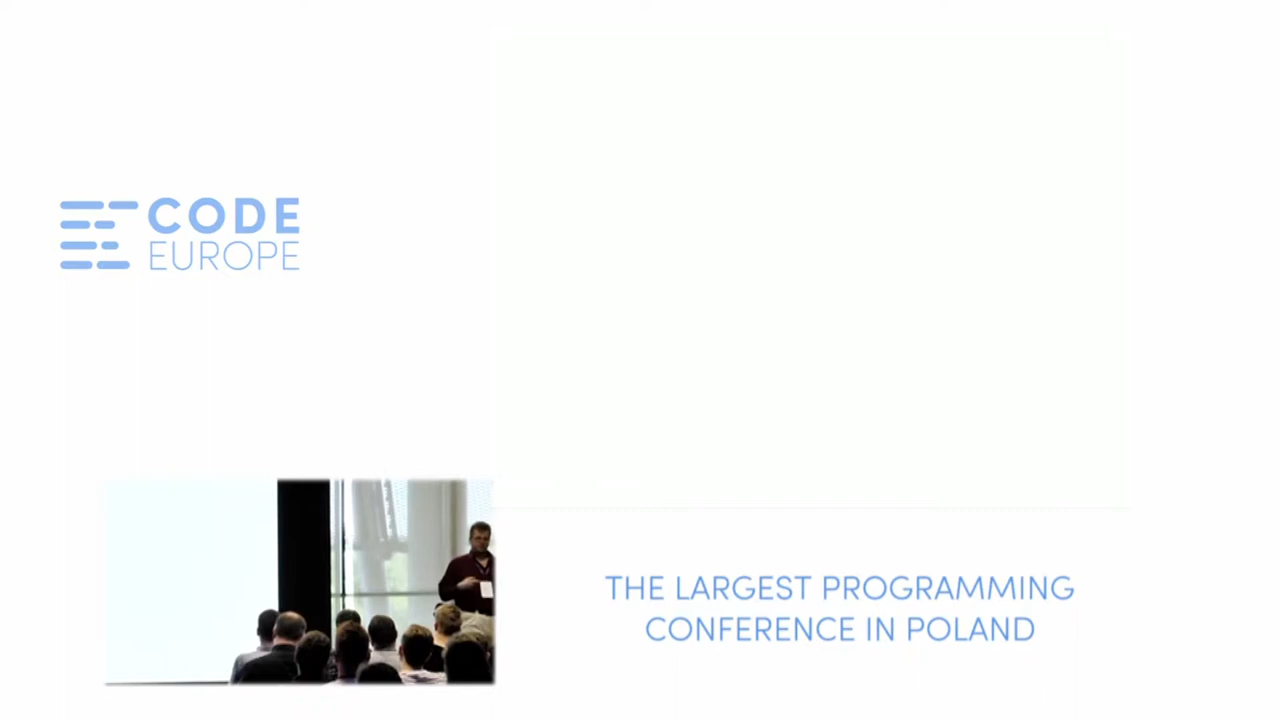 CODE
EUROPE
THE LARGEST PROGRAMMING
CONFERENCE IN POLAND